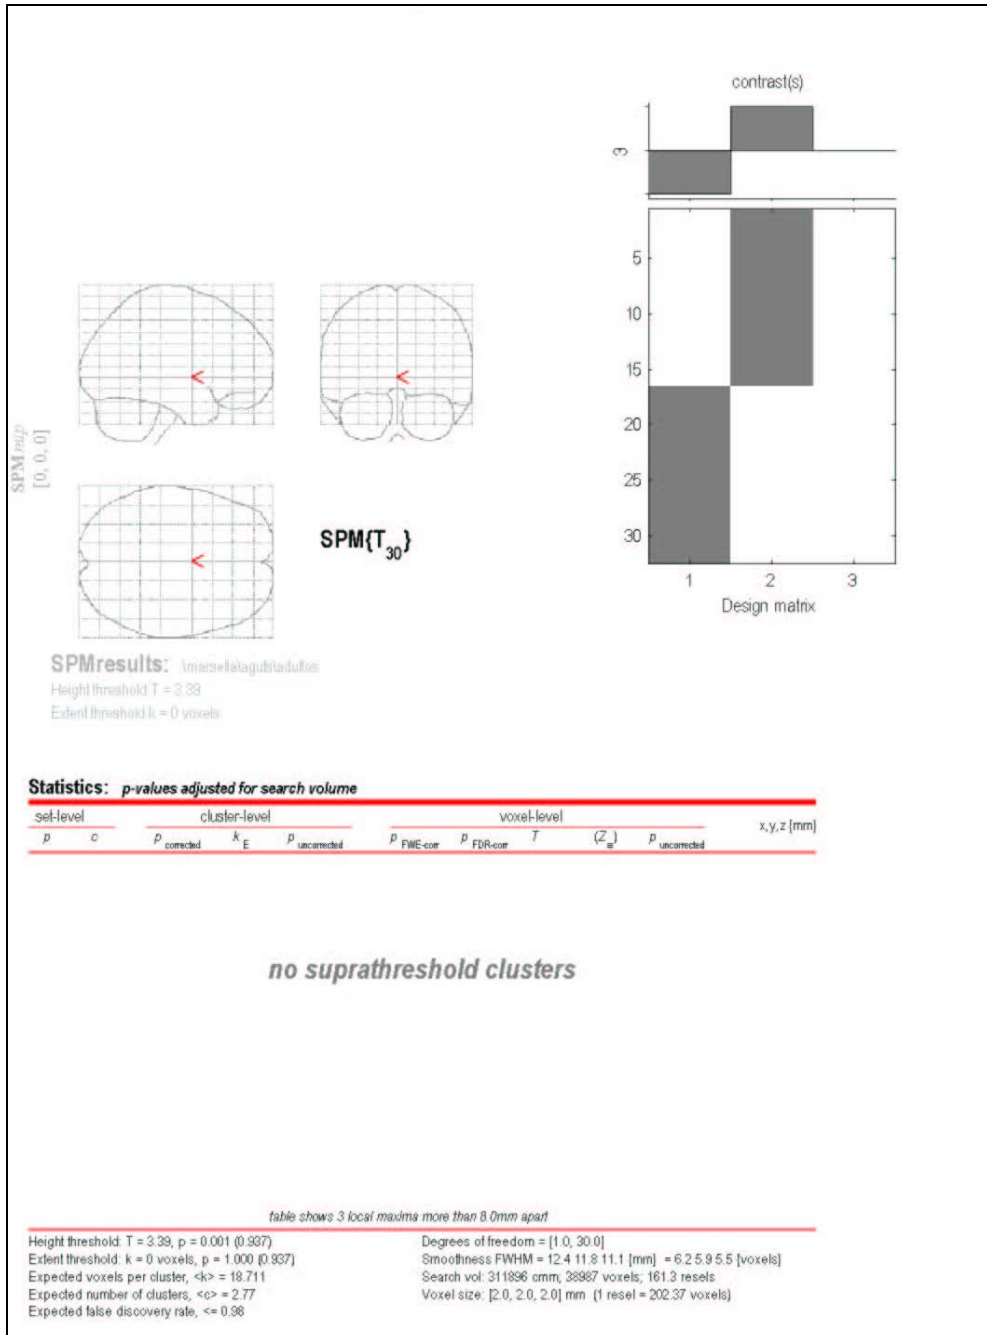 contrast(s)
3
5
10
15
20
25
30
1 2 3
Design matrix
SPMmip
[0, 0, 0]
SPM{T30}
SPMresults:
Height threshold T = 3.39
Extent threshold k = 0 voxels
Statistics: p-values adjusted for search volume
set-level cluster-level voxel-level x,y,z {mm}
p c p corrected k E p uncorrected p FWE-corr p FDR-corr T (Z≡) p uncorrected
no suprathreshold clusters
table shows 3 local maxima more than 8.0mm apart
Height threshold: T = 3.39, p = 0.001 (0.937)
Extent threshold: k = 0 voxels, p = 1.000 (0.937)
Expected voxels per cluster, <k> = 18.711
Expected number of clusters, <c> = 2.77
Expected false discovery rate, <= 0.98
Degrees of freedom = [1.0, 30.0]
Smoothness FWHM = 12.4 11.8 11.1 {mm} = 6.2 5.9 5.5 {voxels}
Search vol: 311896 cmm; 38987 voxels; 161.3 resels
Voxel size: [2.0, 2.0, 2.0] mm (1 resel = 202.37 voxels)